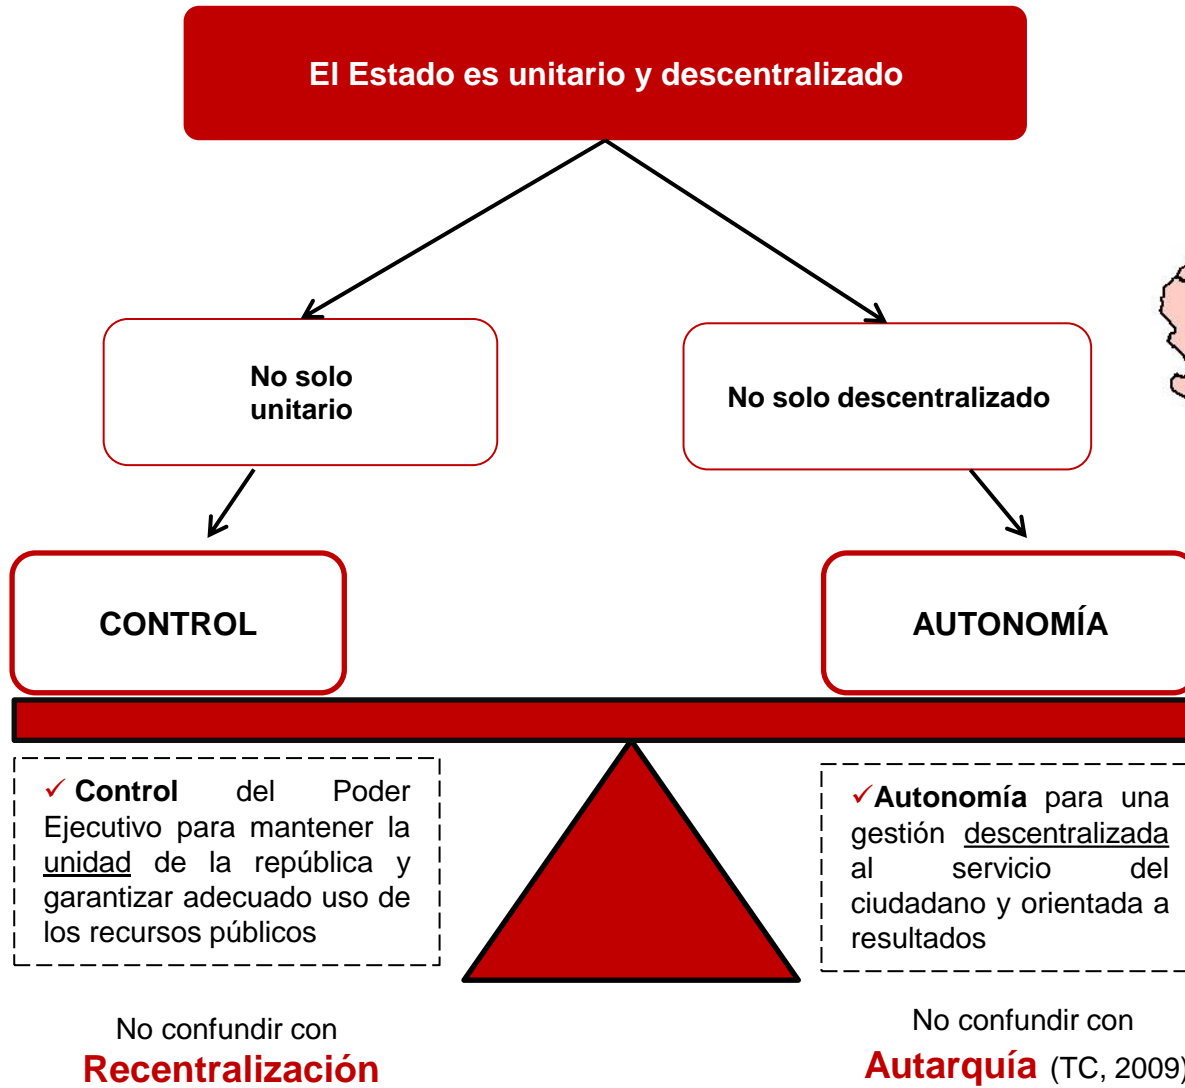 El Estado es unitario y descentralizado
No solo
unitario
No solo descentralizado
CONTROL
AUTONOMÍA
✓ Control del Poder
Ejecutivo para mantener la
unidad de la república y
garantizar adecuado uso de
los recursos públicos
✓Autonomía para una
gestión descentralizada
al servicio del
ciudadano y orientada a
resultados
No confundir con
Recentralización
No confundir con
Autarquía (TC, 2009)